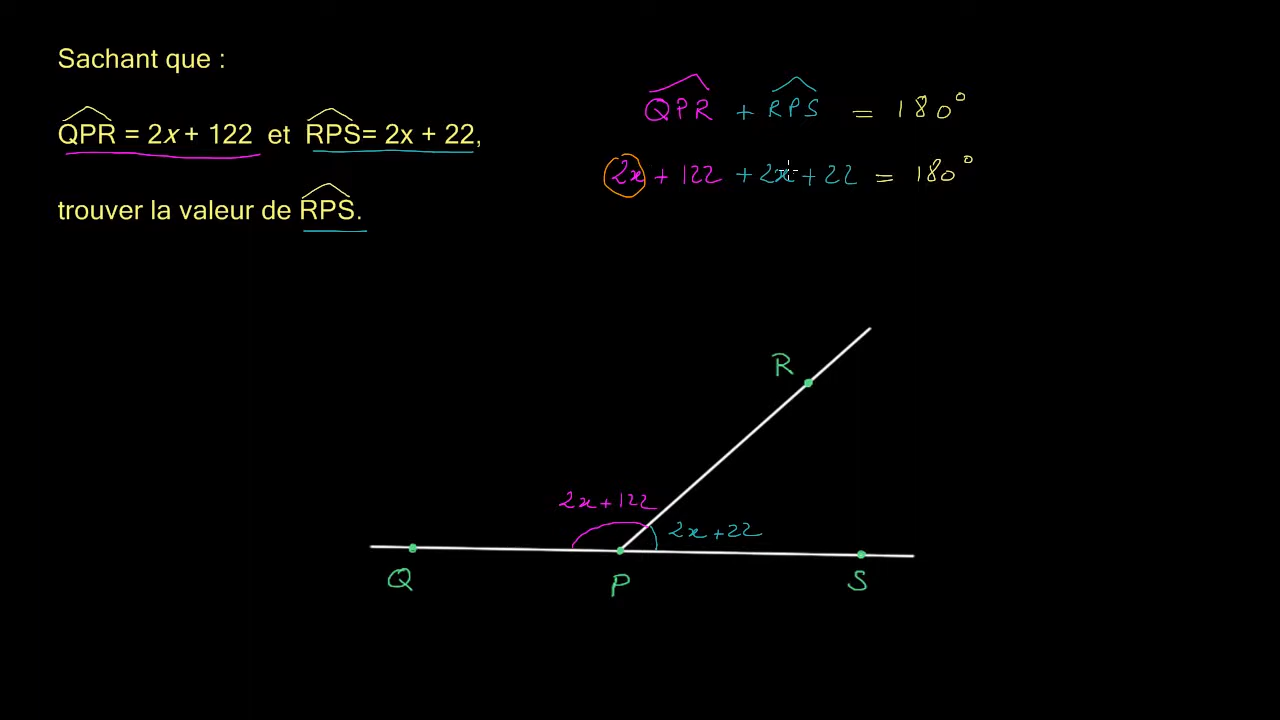 Sachant que :
QPR = 2x + 122 et RPS= 2x + 22,
trouver la valeur de RPS.
QPR + RPS = 180°
2x + 122 + 2x + 22 = 180°
R
2x+122
2x+22
Q
P
S